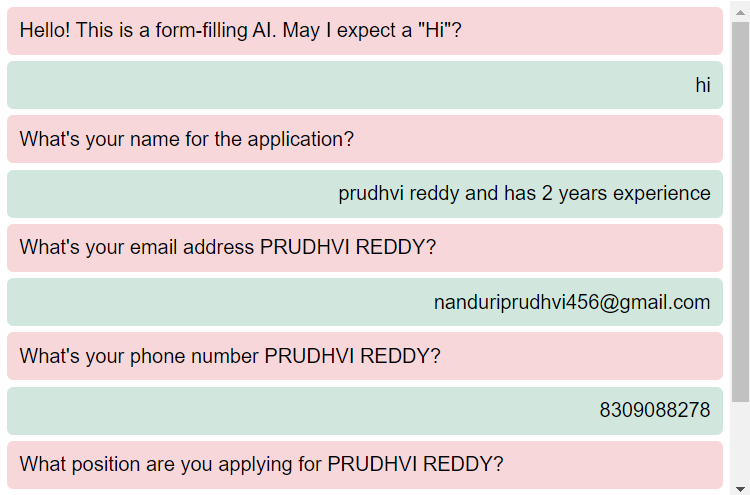 Hello! This is a form-filling AI. May I expect a "Hi"?
hi
What's your name for the application?
prudhvi reddy and has 2 years experience
What's your email address PRUDHVI REDDY?
nanduriprudhvi456@gmail.com
What's your phone number PRUDHVI REDDY?
8309088278
What position are you applying for PRUDHVI REDDY?